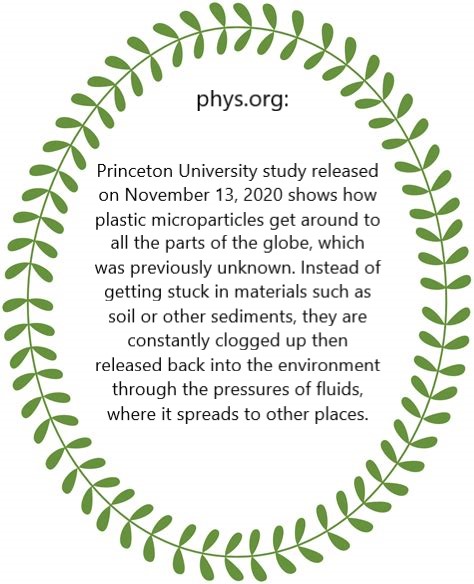 phys.org:
Princeton University study released
on November 13, 2020 shows how
plastic microparticles get around to
all the parts of the globe, which
was previously unknown. Instead of
getting stuck in materials such as
soil or other sediments, they are
constantly clogged up then
released back into the environment
through the pressures of fluids,
where it spreads to other places.